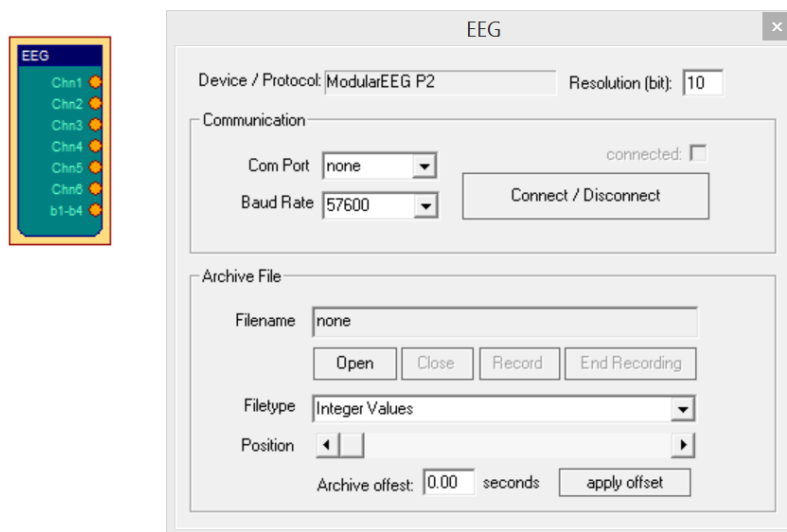 EEG
Chn1
Chn2
Chn3
Chn4
Chn5
Chn6
b1-b4
EEG
Device / Protocol: ModularEEG P2 Resolution (bit): 10
Communication
connected:
Com Port none
Connect / Disconnect
Baud Rate 57600
Archive File
Filename none
Open Close Record End Recording
Filetype Integer Values
Position
Archive offest: 0.00 seconds apply offset